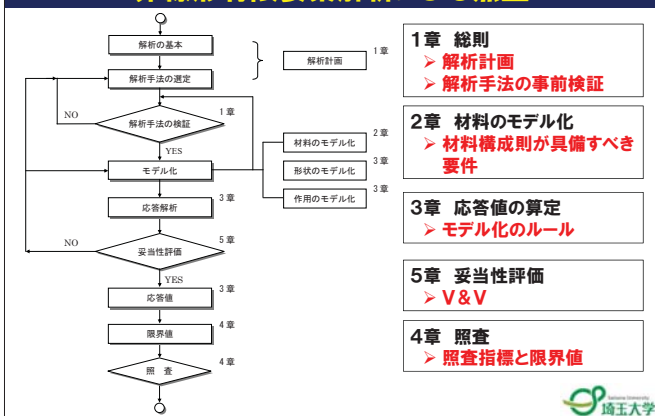 解析の基本
解析手法の選定
解析計画
1章
NO
解析手法の検証
1章
YES
モデル化
材料のモデル化
2章
形状のモデル化
3章
作用のモデル化
3章
応答解析
3章
NO
妥当性評価
5章
YES
応答値
3章
限界値
4章
照 査
4章
1章 総則
➢ 解析計画
➢ 解析手法の事前検証
2章 材料のモデル化
➢ 材料構成則が具備すべき
要件
3章 応答値の算定
➢ モデル化のルール
5章 妥当性評価
➢ V&V
4章 照査
➢ 照査指標と限界値
Saitama University
埼玉大学